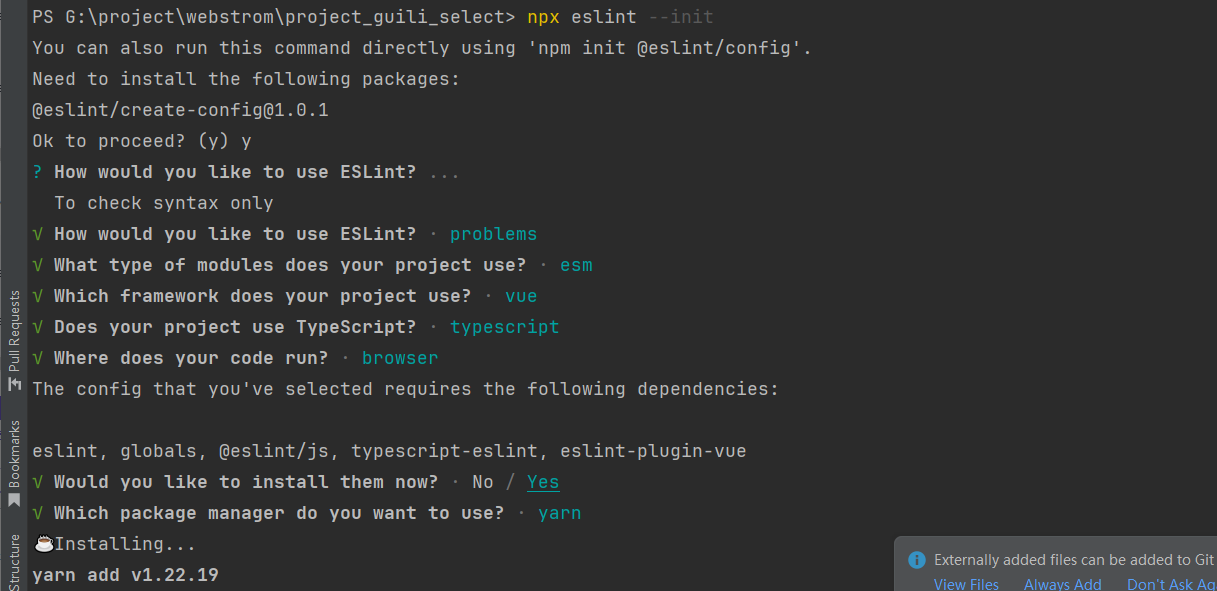 PS G:\project\webstrom\project_guili_select> npx eslint --init
You can also run this command directly using 'npm init @eslint/config'.
Need to install the following packages:
@eslint/create-config@1.0.1
Ok to proceed? (y) y
? How would you like to use ESLint? ...
To check syntax only
√ How would you like to use ESLint? · problems
√ What type of modules does your project use? · esm
√ Which framework does your project use? · vue
√ Does your project use TypeScript? · typescript
√ Where does your code run? · browser
The config that you've selected requires the following dependencies:
eslint, globals, @eslint/js, typescript-eslint, eslint-plugin-vue
√ Would you like to install them now? · No / Yes
√ Which package manager do you want to use? · yarn
☕Installing...
yarn add v1.22.19
Pull Requests
Bookmarks
Structure
Externally added files can be added to Git
View Files Always Add Don't Ask Ag